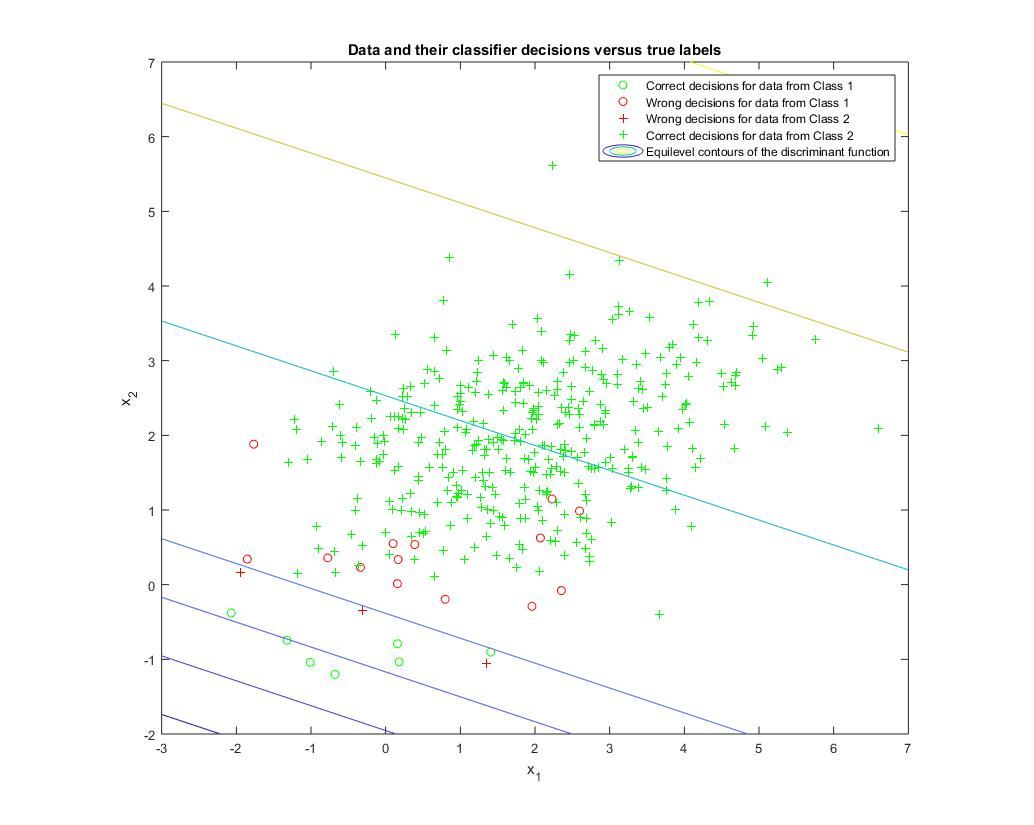 Data and their classifier decisions versus true labels
7
6
5
4
3
2
1
0
-1
-2
x2
Correct decisions for data from Class 1
Wrong decisions for data from Class 1
Wrong decisions for data from Class 2
Correct decisions for data from Class 2
Equilevel contours of the discriminant function
-3 -2 -1 0 1 2 3 4 5 6 7
x1